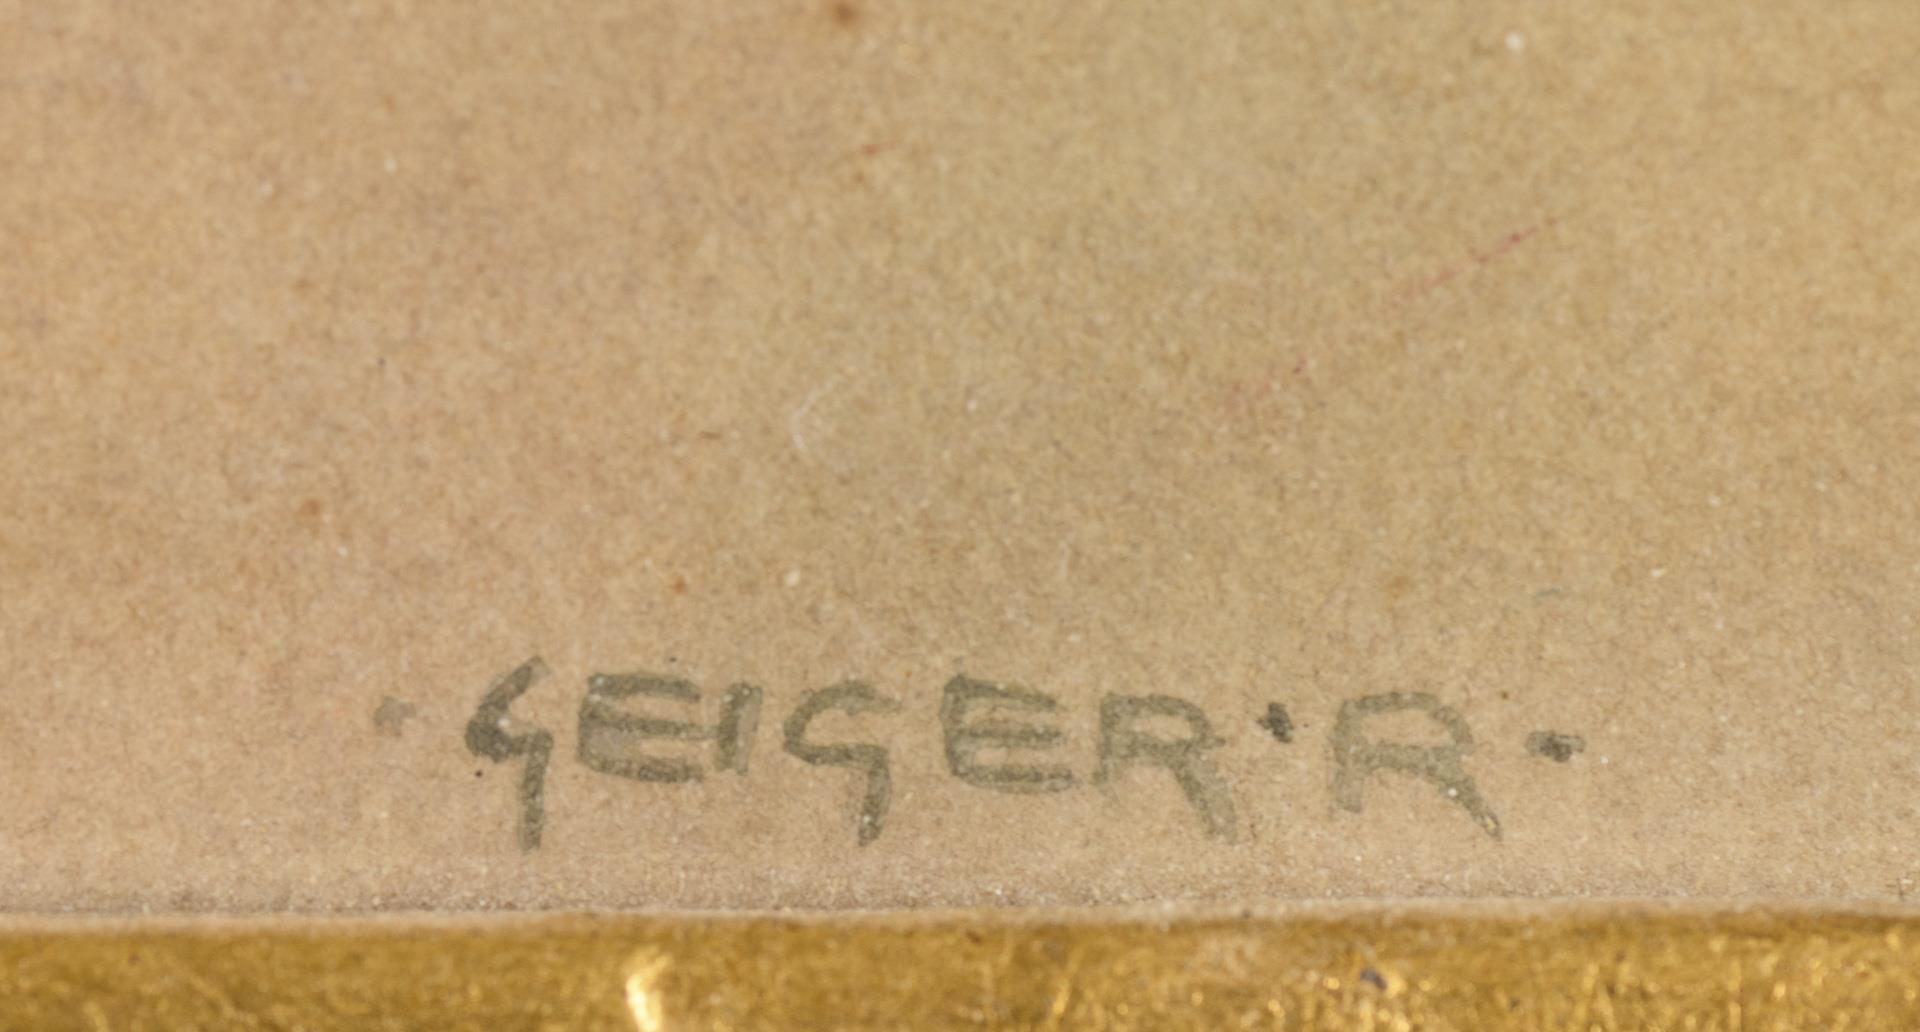 · GEIGER · R ·